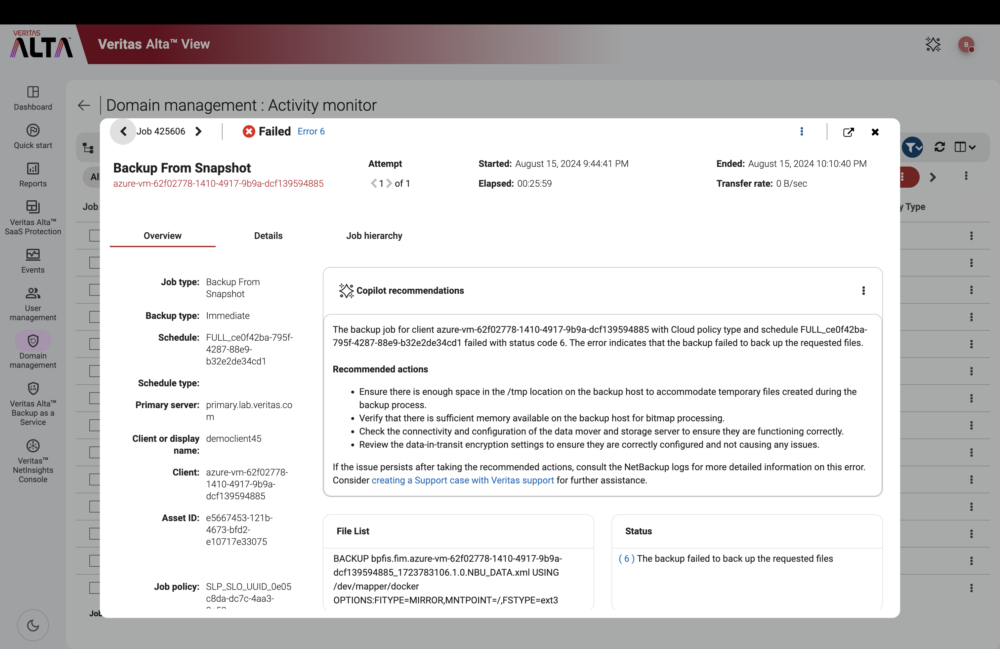 VERITAS
ALTA™
Veritas Alta™ View
B
Dashboard
Quick start
Reports
Veritas Alta™
SaaS Protection
Events
User
management
Domain
management
Veritas Alta™
Backup as a
Service
Veritas™
NetInsights
Console
Domain management : Activity monitor
Job 425606
Failed Error 6
Backup From Snapshot
azure-vm-62f02778-1410-4917-9b9a-dcf139594885
Attempt
1 of 1
Started: August 15, 2024 9:44:41 PM
Elapsed: 00:25:59
Ended: August 15, 2024 10:10:40 PM
Transfer rate: 0 B/sec
Job
Type
Overview
Details
Job hierarchy
Job type: Backup From
Snapshot
Backup type: Immediate
Schedule: FULL_ce0f42ba-795f-
4287-88e9-
b32e2de34cd1
Schedule type:
Primary server: primary.lab.veritas.co
m
Client or display democlient45
name:
Client: azure-vm-62f02778-
1410-4917-9b9a-
dcf139594885
Asset ID: e5667453-121b-
4673-bfd2-
e10717e33075
Job policy: SLP_SLO_UUID_0e05
c8da-dc7c-4aa3-
Job
Copilot recommendations
The backup job for client azure-vm-62f02778-1410-4917-9b9a-dcf139594885 with Cloud policy type and schedule FULL_ce0f42ba-
795f-4287-88e9-b32e2de34cd1 failed with status code 6. The error indicates that the backup failed to back up the requested files.
Recommended actions
• Ensure there is enough space in the /tmp location on the backup host to accommodate temporary files created during the
backup process.
• Verify that there is sufficient memory available on the backup host for bitmap processing.
• Check the connectivity and configuration of the data mover and storage server to ensure they are functioning correctly.
• Review the data-in-transit encryption settings to ensure they are correctly configured and not causing any issues.
If the issue persists after taking the recommended actions, consult the NetBackup logs for more detailed information on this error.
Consider creating a Support case with Veritas support for further assistance.
File List
BACKUP bpfis.fim.azure-vm-62f02778-1410-4917-9b9a-
dcf139594885_1723783106.1.0.NBU_DATA.xml USING
/dev/mapper/docker
OPTIONS:FITYPE=MIRROR,MNTPOINT=/,FSTYPE=ext3
Status
( 6 ) The backup failed to back up the requested files